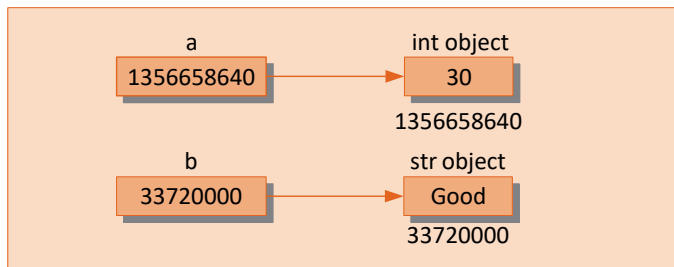 a int object
1356658640 30
1356658640
b str object
33720000 Good
33720000